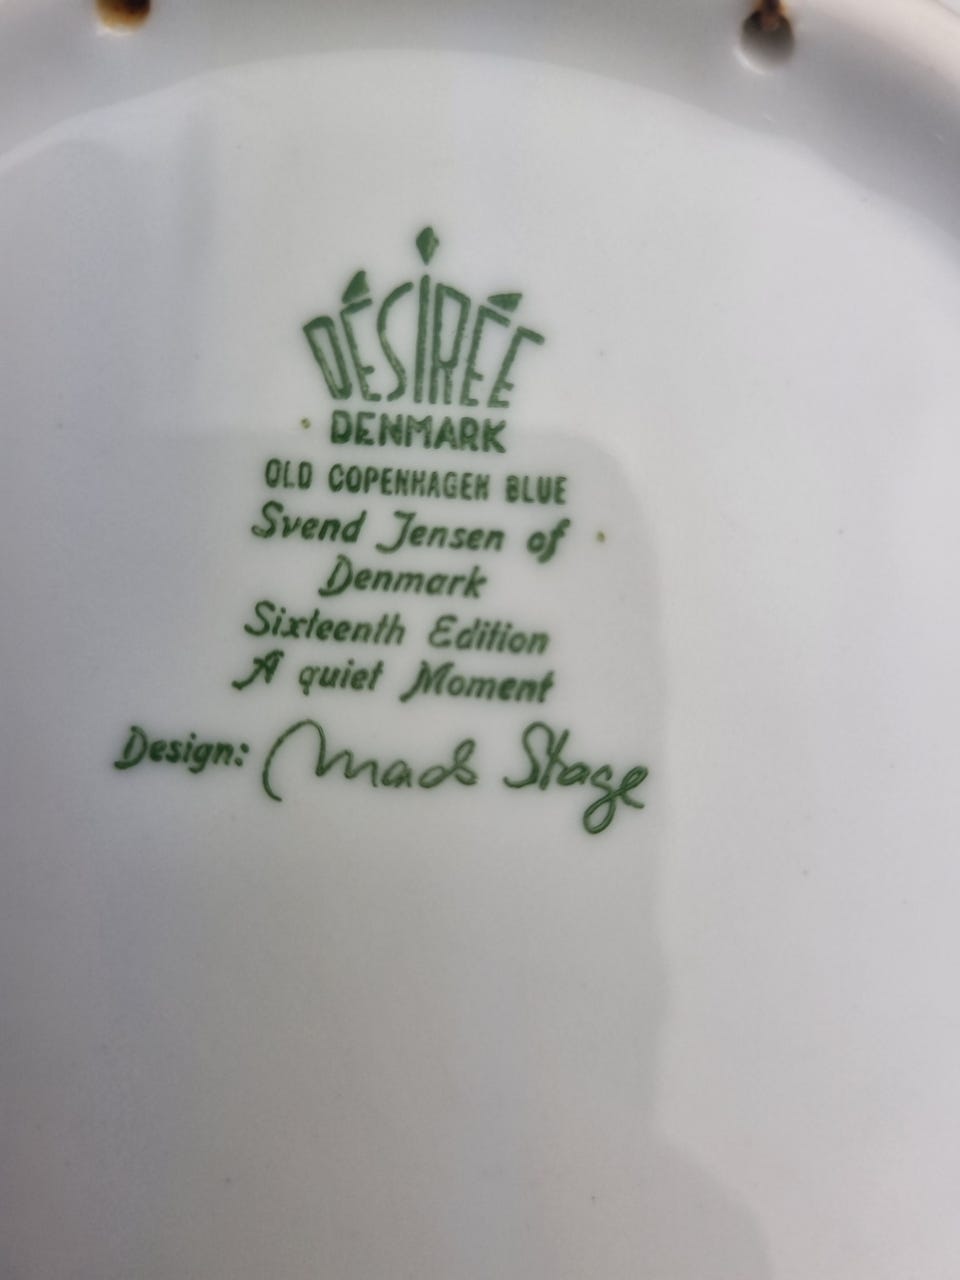 DÉSIRÉE
DENMARK
OLD COPENHAGEN BLUE
Svend Jensen of
Denmark
Sixteenth Edition
A quiet Moment
Design: Mads Stage